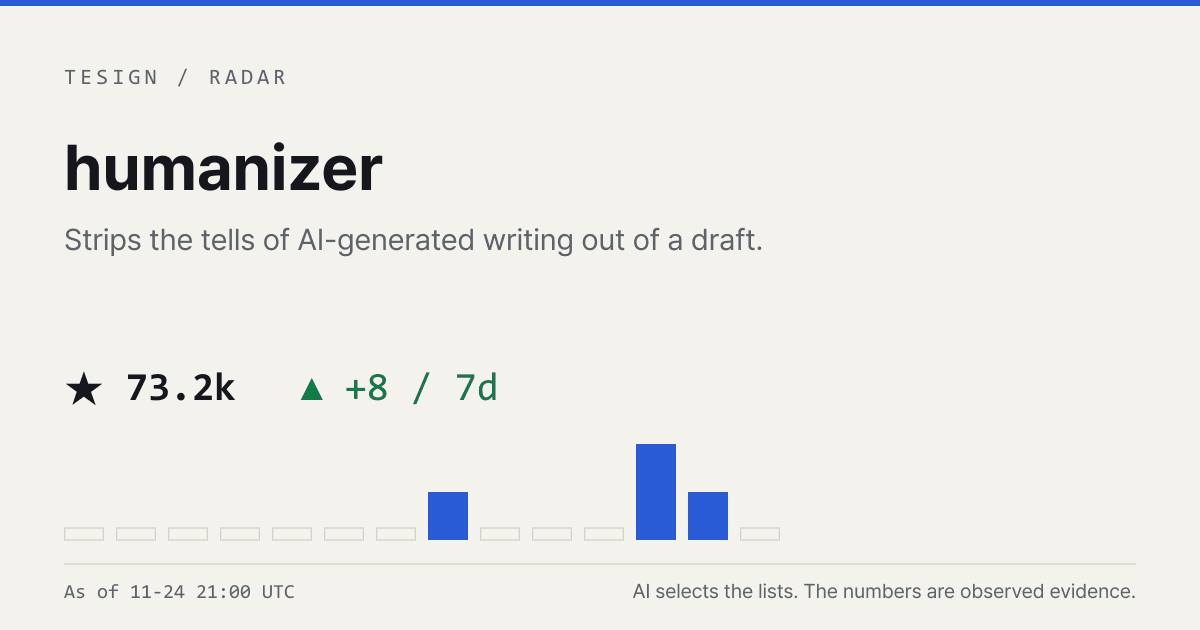 TESIGN / RADAR
humanizer
Strips the tells of AI-generated writing out of a draft.
★ 73.2k ▲ +8 / 7d
As of 11-24 21:00 UTC
AI selects the lists. The numbers are observed evidence.